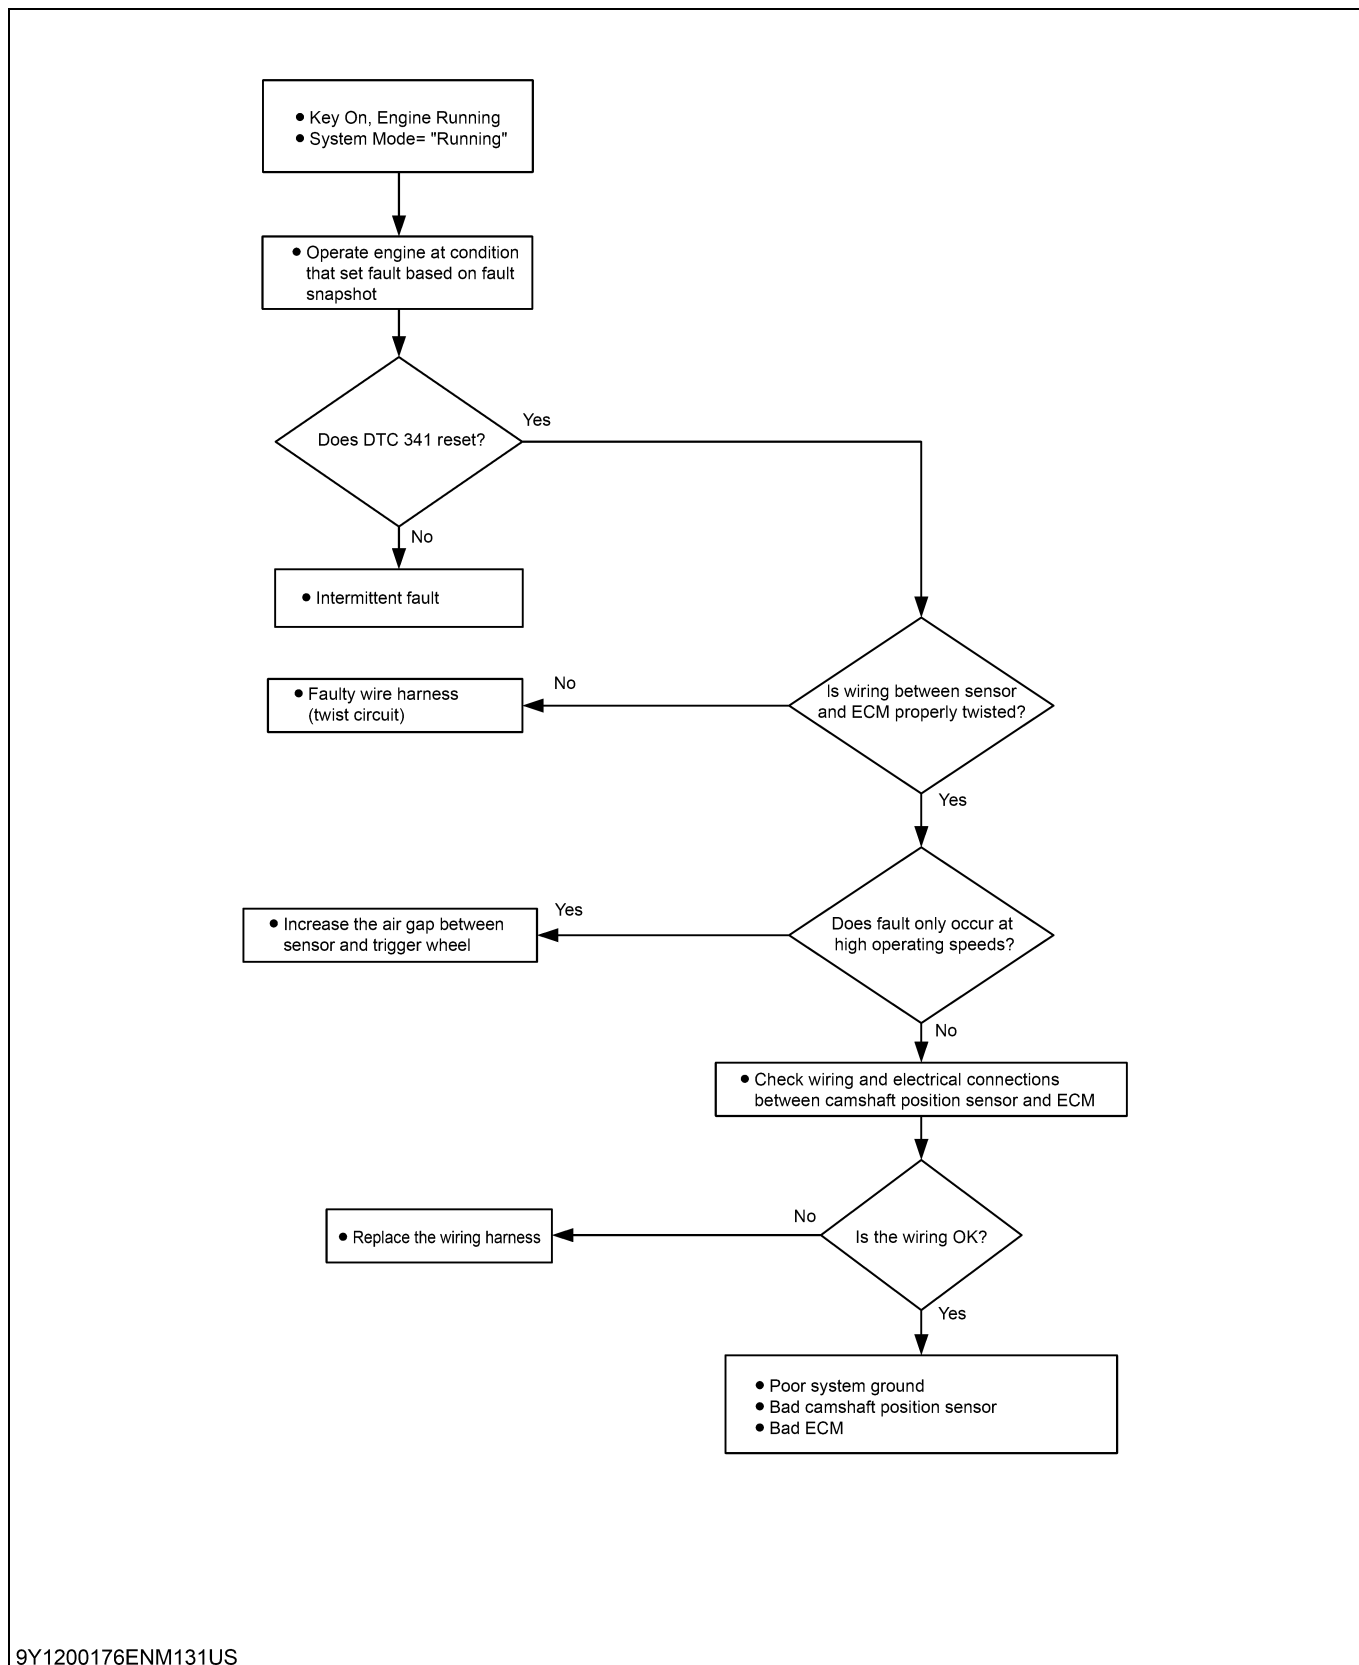 ● Key On, Engine Running
● System Mode= "Running"
● Operate engine at condition
that set fault based on fault
snapshot
Does DTC 341 reset?
Yes
No
● Intermittent fault
Is wiring between sensor
and ECM properly twisted?
No
● Faulty wire harness
(twist circuit)
Yes
Does fault only occur at
high operating speeds?
Yes
● Increase the air gap between
sensor and trigger wheel
No
● Check wiring and electrical connections
between camshaft position sensor and ECM
Is the wiring OK?
No
● Replace the wiring harness
Yes
● Poor system ground
● Bad camshaft position sensor
● Bad ECM
9Y1200176ENM131US